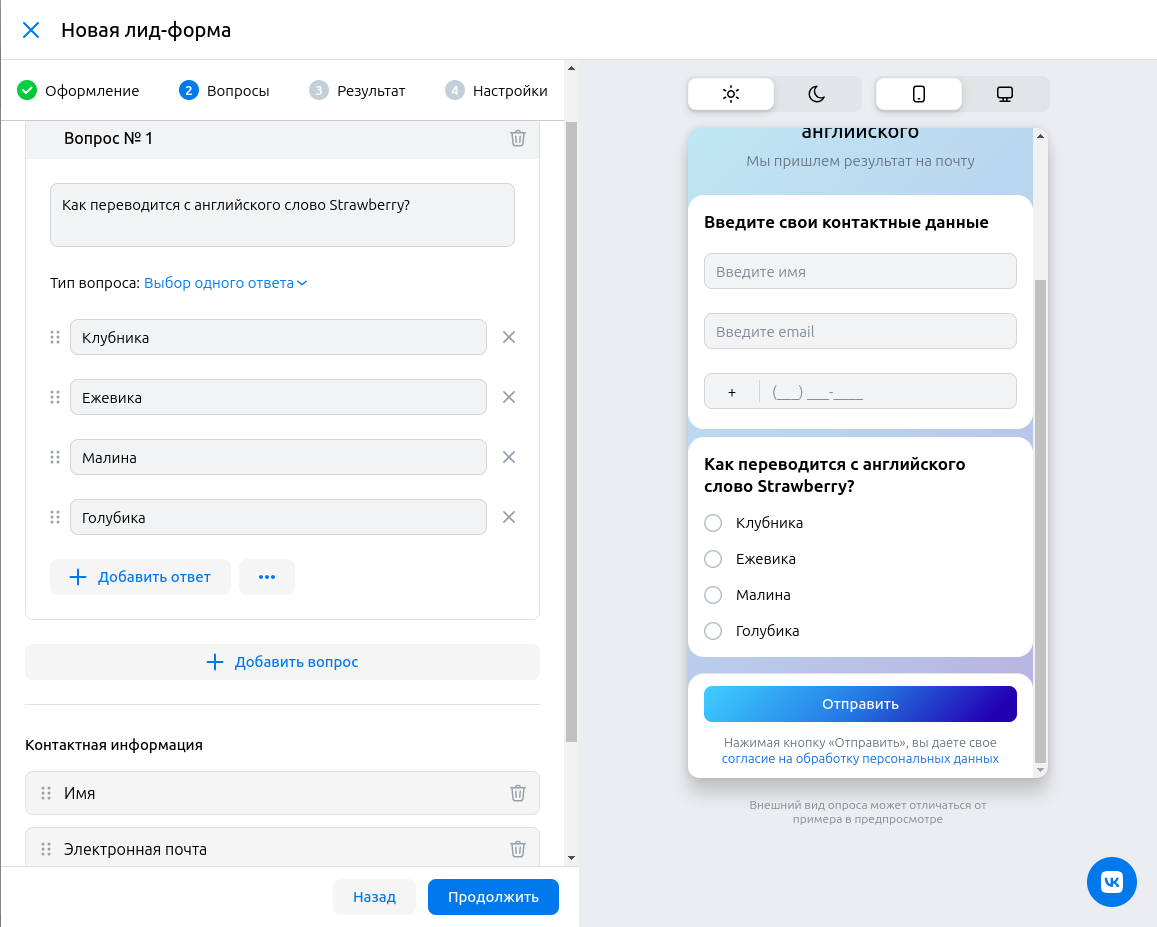 Новая лид-форма
Оформление
2 Вопросы
3 Результат
4 Настройки
Вопрос № 1
Как переводится с английского слово Strawberry?
Тип вопроса: Выбор одного ответа
Клубника
Ежевика
Малина
Голубика
Добавить ответ
Добавить вопрос
Контактная информация
Имя
Электронная почта
Назад
Продолжить
английского
Мы пришлем результат на почту
Введите свои контактные данные
Введите имя
Введите email
+ (___) ___-____
Как переводится с английского
слово Strawberry?
Клубника
Ежевика
Малина
Голубика
Отправить
Нажимая кнопку «Отправить», вы даете свое
согласие на обработку персональных данных
Внешний вид опроса может отличаться от
примера в предпросмотре